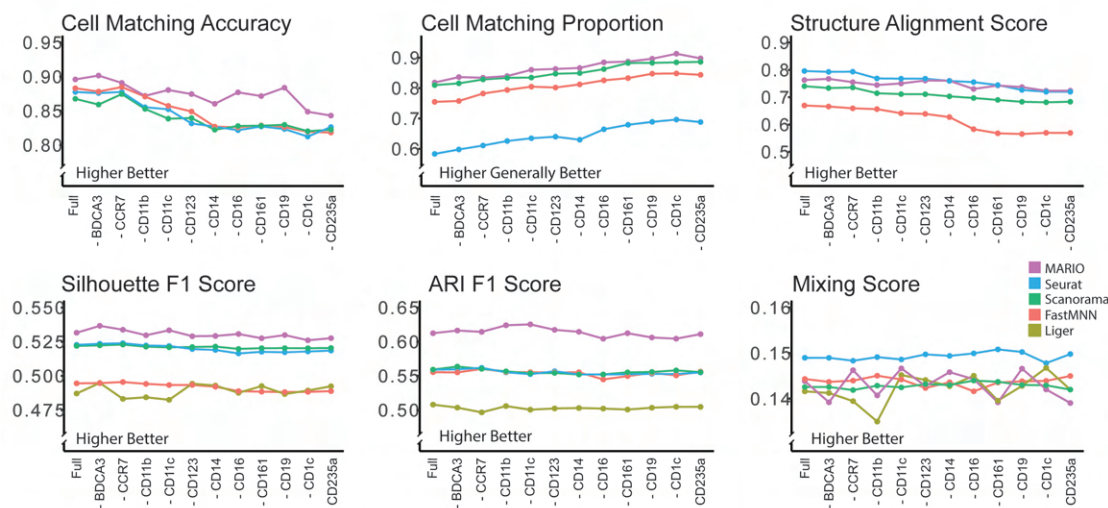 Cell Matching Accuracy
0.95
0.90
0.85
0.80
Higher Better
Full
- BDCA3
- CCR7
- CD11b
- CD11c
- CD123
- CD14
- CD16
- CD161
- CD19
- CD1c
- CD235a
Cell Matching Proportion
0.9
0.8
0.7
0.6
Higher Generally Better
Full
- BDCA3
- CCR7
- CD11b
- CD11c
- CD123
- CD14
- CD16
- CD161
- CD19
- CD1c
- CD235a
Structure Alignment Score
0.9
0.8
0.7
0.6
0.5
Higher Better
Full
- BDCA3
- CCR7
- CD11b
- CD11c
- CD123
- CD14
- CD16
- CD161
- CD19
- CD1c
- CD235a
Silhouette F1 Score
0.550
0.525
0.500
0.475
Higher Better
Full
- BDCA3
- CCR7
- CD11b
- CD11c
- CD123
- CD14
- CD16
- CD161
- CD19
- CD1c
CD235a
ARI F1 Score
0.65
0.60
0.55
0.50
Higher Better
Full
- BDCA3
- CCR7
- CD11b
- CD11c
- CD123
- CD14
- CD16
- CD161
- CD19
- CD1c
CD235a
Mixing Score
MARIO
Seurat
Scanorama
FastMNN
Liger
0.16
0.15
0.14
Higher Better
Full
- BDCA3
- CCR7
- CD11b
- CD11c
- CD123
- CD14
- CD16
- CD161
- CD19
- CD1c
CD235a